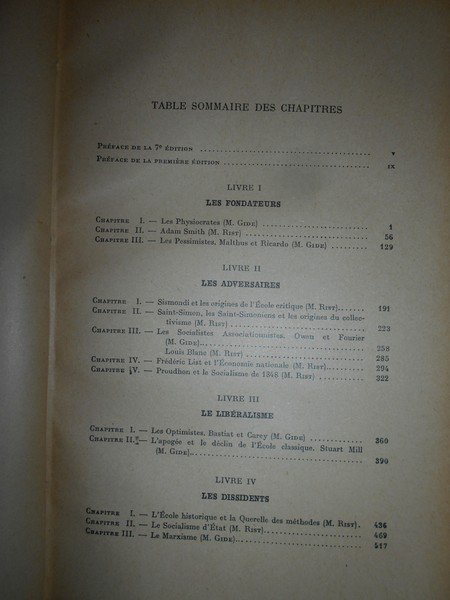 TABLE SOMMAIRE DES CHAPITRES
PRÉFACE DE LA 7e ÉDITION .......... v
PRÉFACE DE LA PREMIÈRE ÉDITION .......... IX
LIVRE I
LES FONDATEURS
CHAPITRE I. — Les Physiocrates (M. GIDE) .......... 1
CHAPITRE II. — Adam Smith (M. RIST) .......... 56
CHAPITRE III. — Les Pessimistes. Malthus et Ricardo (M. GIDE) .......... 129
LIVRE II
LES ADVERSAIRES
CHAPITRE I. — Sismondi et les origines de l'École critique (M. RIST) .......... 191
CHAPITRE II. — Saint-Simon, les Saint-Simoniens et les origines du collec-
tivisme (M. RIST) .......... 223
CHAPITRE III. — Les Socialistes Associationnistes. Owen et Fourier
(M. GIDE) .......... 258
Louis Blanc (M. RIST) .......... 285
CHAPITRE IV. — Frédéric List et l'Économie nationale (M. RIST) .......... 294
CHAPITRE V. — Proudhon et le Socialisme de 1848 (M. RIST) .......... 322
LIVRE III
LE LIBÉRALISME
CHAPITRE I. — Les Optimistes. Bastiat et Carey (M. GIDE) .......... 360
CHAPITRE II. — L'apogée et le déclin de l'École classique. Stuart Mill
(M. GIDE) .......... 390
LIVRE IV
LES DISSIDENTS
CHAPITRE I. — L'École historique et la Querelle des méthodes (M. RIST). 436
CHAPITRE II. — Le Socialisme d'État (M. RIST) .......... 469
CHAPITRE III. — Le Marxisme (M. GIDE) .......... 517